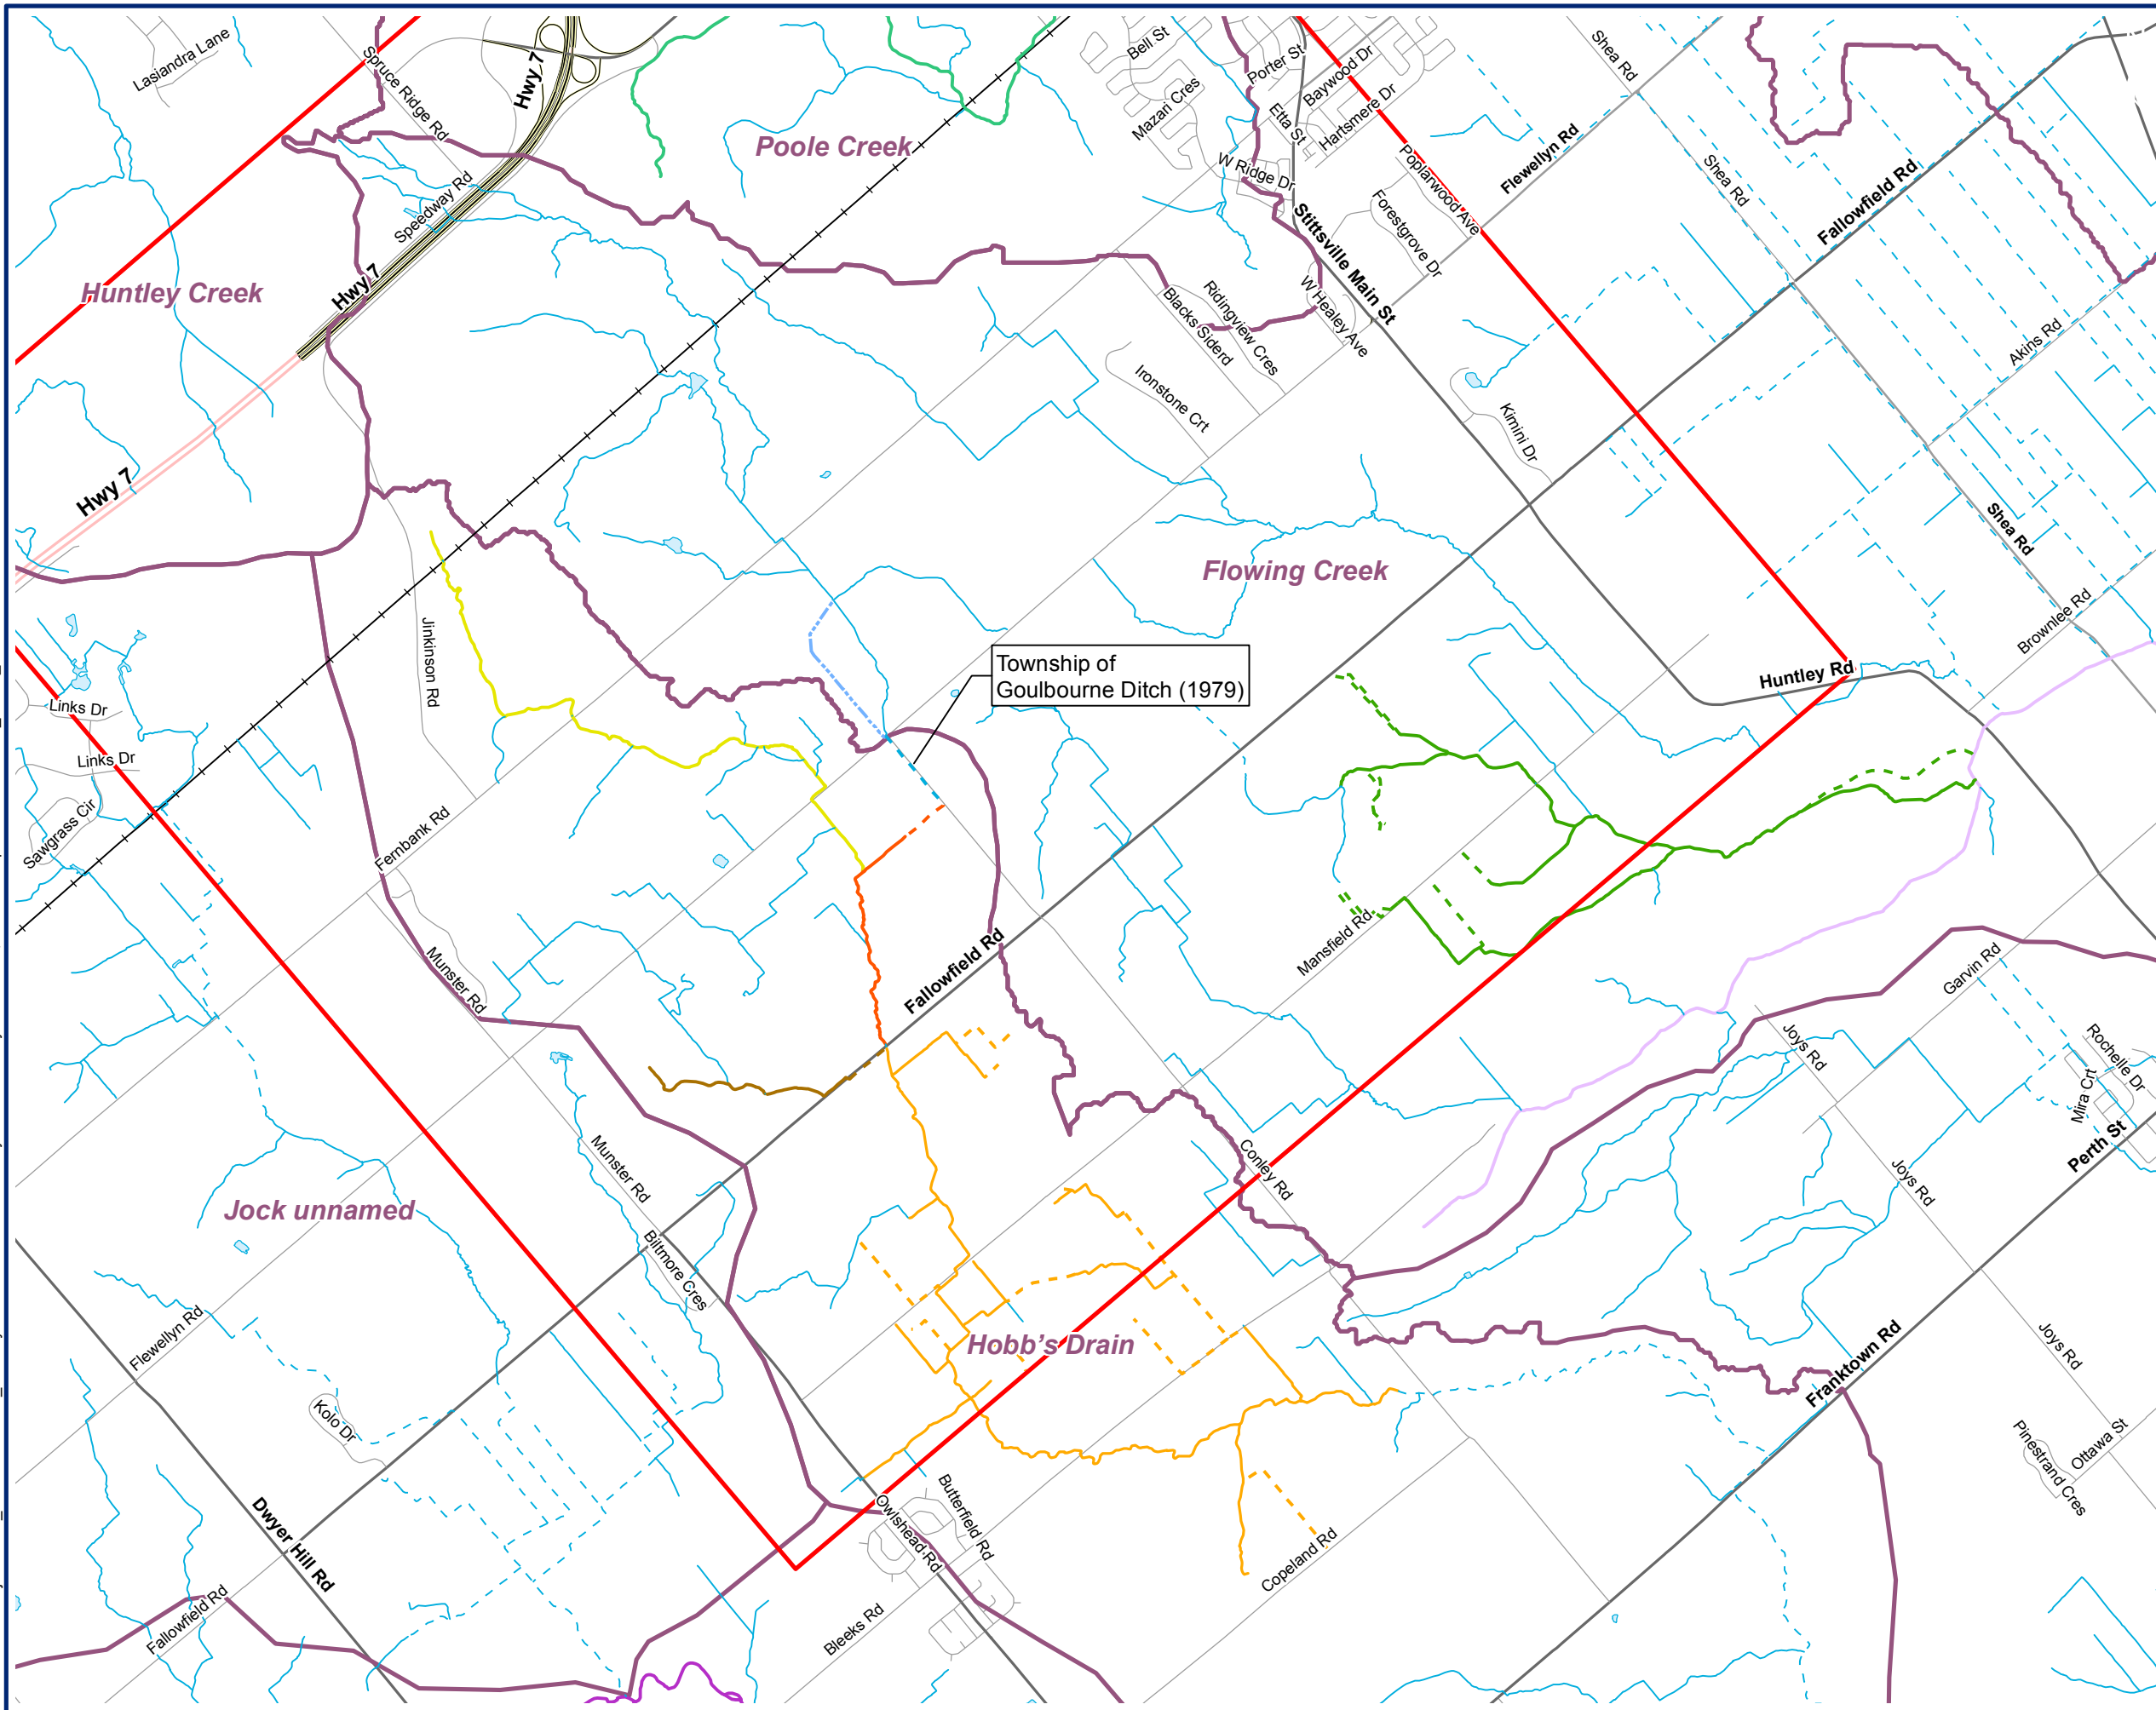 Lasiandra Lane
Spruce Ridge Rd
Hwy 7
Bell St
Porter St
Baywood Dr
Shea Rd
Mazari Cres
Etta St
Hartsmere Dr
Poole Creek
W Ridge Dr
Poplarwood Ave
Flewellyn Rd
Shea Rd
Speedway Rd
Forestgrove Dr
Fallowfield Rd
Stittsville Main St
Huntley Creek
Hwy 7
Blacks Siderd
Ridingview Cres
W Healey Ave
Akins Rd
Ironstone Crt
Kimini Dr
Hwy 7
Shea Rd
Flowing Creek
Brownlee Rd
Jinkinson Rd
Township of
Goulbourne Ditch (1979)
Huntley Rd
Links Dr
Links Dr
Sawgrass Cir
Fernbank Rd
Munster Rd
Fallowfield Rd
Mansfield Rd
Garvin Rd
Joys Rd
Rochelle Dr
Mira Crt
Perth St
Munster Rd
Conley Rd
Joys Rd
Jock unnamed
Biltmore Cres
Flewellyn Rd
Hobb's Drain
Joys Rd
Franktown Rd
Kolo Dr
Pinestrand Cres
Ottawa St
Dwyer Hill Rd
Owlshead Rd
Butterfield Rd
Copeland Rd
Fallowfield Rd
Bleeks Rd